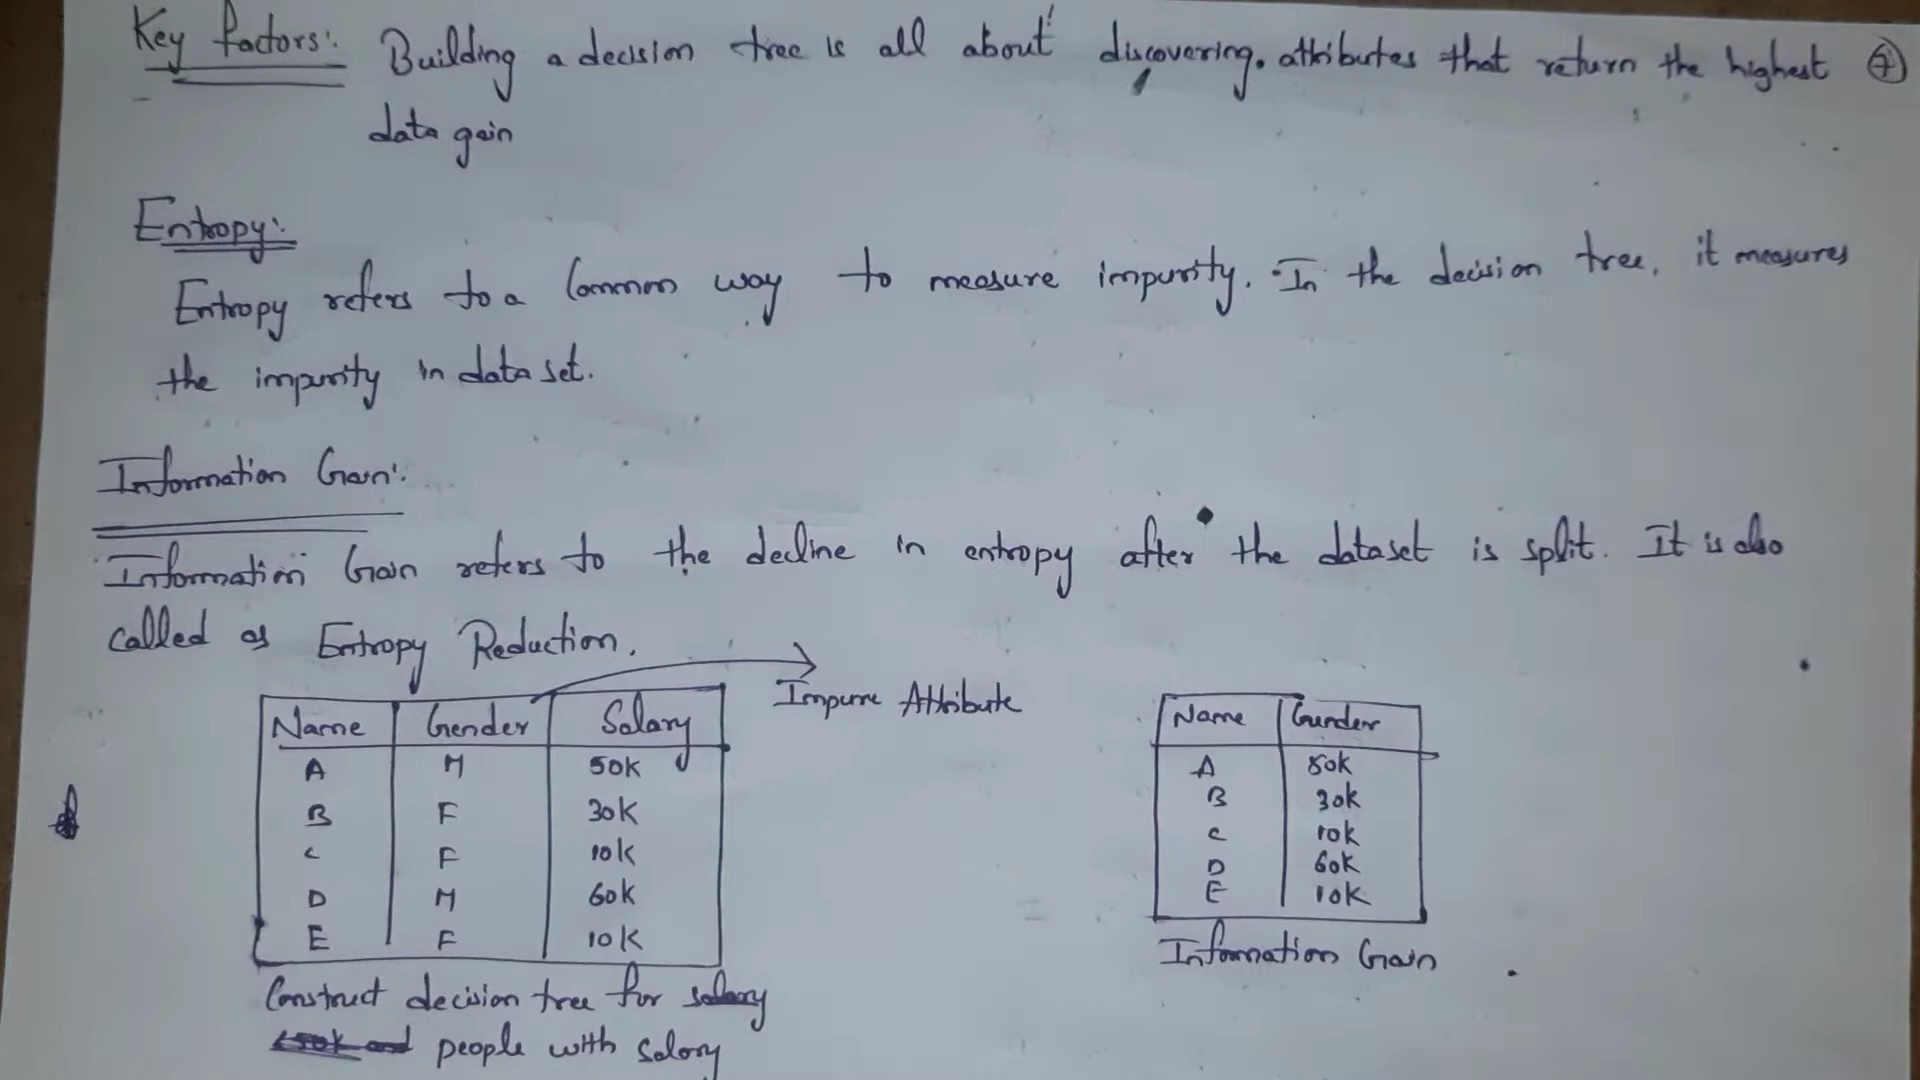 Key factors: Building a decision tree is all about discovering attributes that return the highest 7
data gain
Entropy:
Entropy refers to a Common way to measure impurity. In the decision tree, it measures
the impurity in data set.
Information Gain:
Information Gain refers to the decline in entropy after the dataset is split. It is also
called as Entropy Reduction.
Impure Attribute
Name Gender Salary
A M 50K
B F 30K
C F 10K
D M 60K
E F 10K
Construct decision tree for salary
people with salary
Name Gender
A 50K
B 30K
C 10K
D 60K
E 10K
Information Gain